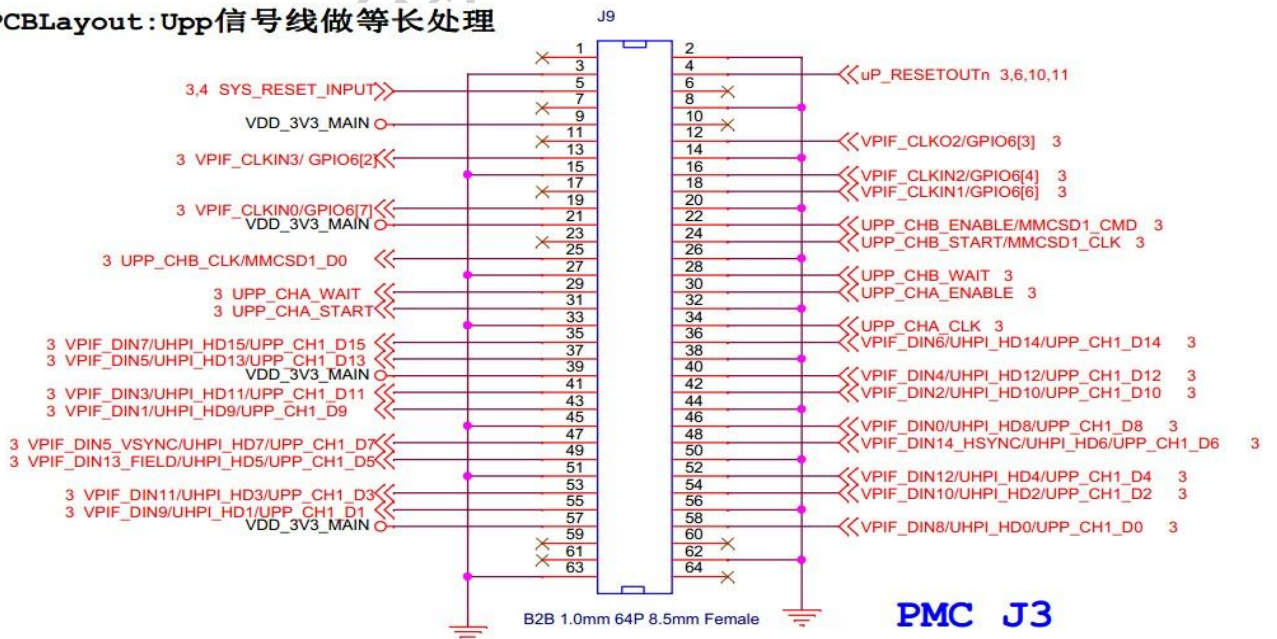 PCBLayout:Upp信号线做等长处理
J9
1 2
3 4 uP_RESETOUTn 3,6,10,11
3,4 SYS_RESET_INPUT 5 6
7 8
VDD_3V3_MAIN 9 10
11 12 VPIF_CLKO2/GPIO6[3] 3
3 VPIF_CLKIN3/ GPIO6[2] 13 14
15 16 VPIF_CLKIN2/GPIO6[4] 3
17 18 VPIF_CLKIN1/GPIO6[6] 3
3 VPIF_CLKIN0/GPIO6[7] 19 20
VDD_3V3_MAIN 21 22 UPP_CHB_ENABLE/MMCSD1_CMD 3
23 24 UPP_CHB_START/MMCSD1_CLK 3
3 UPP_CHB_CLK/MMCSD1_D0 25 26
27 28 UPP_CHB_WAIT 3
3 UPP_CHA_WAIT 29 30 UPP_CHA_ENABLE 3
3 UPP_CHA_START 31 32
33 34 UPP_CHA_CLK 3
3 VPIF_DIN7/UHPI_HD15/UPP_CH1_D15 35 36 VPIF_DIN6/UHPI_HD14/UPP_CH1_D14 3
3 VPIF_DIN5/UHPI_HD13/UPP_CH1_D13 37 38
VDD_3V3_MAIN 39 40 VPIF_DIN4/UHPI_HD12/UPP_CH1_D12 3
3 VPIF_DIN3/UHPI_HD11/UPP_CH1_D11 41 42 VPIF_DIN2/UHPI_HD10/UPP_CH1_D10 3
3 VPIF_DIN1/UHPI_HD9/UPP_CH1_D9 43 44
45 46 VPIF_DIN0/UHPI_HD8/UPP_CH1_D8 3
3 VPIF_DIN5_VSYNC/UHPI_HD7/UPP_CH1_D7 47 48 VPIF_DIN14_HSYNC/UHPI_HD6/UPP_CH1_D6 3
3 VPIF_DIN13_FIELD/UHPI_HD5/UPP_CH1_D5 49 50
51 52 VPIF_DIN12/UHPI_HD4/UPP_CH1_D4 3
3 VPIF_DIN11/UHPI_HD3/UPP_CH1_D3 53 54 VPIF_DIN10/UHPI_HD2/UPP_CH1_D2 3
3 VPIF_DIN9/UHPI_HD1/UPP_CH1_D1 55 56
VDD_3V3_MAIN 57 58 VPIF_DIN8/UHPI_HD0/UPP_CH1_D0 3
59 60
61 62
63 64
B2B 1.0mm 64P 8.5mm Female
PMC J3